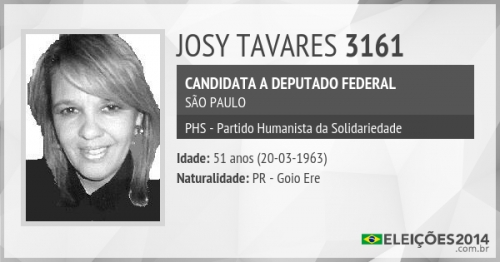 JOSY TAVARES 3161
CANDIDATA A DEPUTADO FEDERAL
SÃO PAULO
PHS - Partido Humanista da Solidariedade
Idade: 51 anos (20-03-1963)
Naturalidade: PR - Goio Ere
ELEIÇÕES2014
.com.br